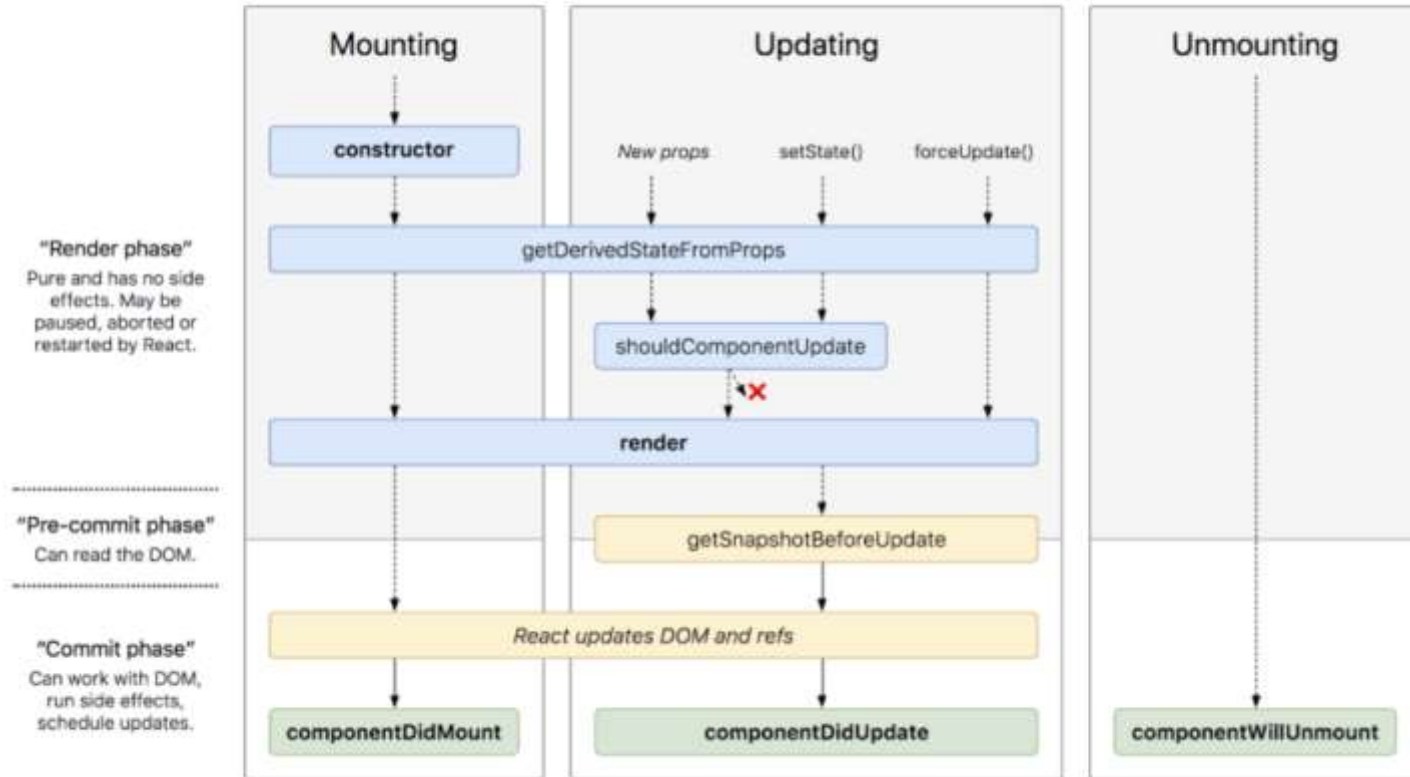 Mounting
Updating
Unmounting
constructor
New props
setState()
forceUpdate()
“Render phase”
Pure and has no side
effects. May be
paused, aborted or
restarted by React.
getDerivedStateFromProps
shouldComponentUpdate
render
“Pre-commit phase”
Can read the DOM.
getSnapshotBeforeUpdate
“Commit phase”
Can work with DOM,
run side effects,
schedule updates.
React updates DOM and refs
componentDidMount
componentDidUpdate
componentWillUnmount